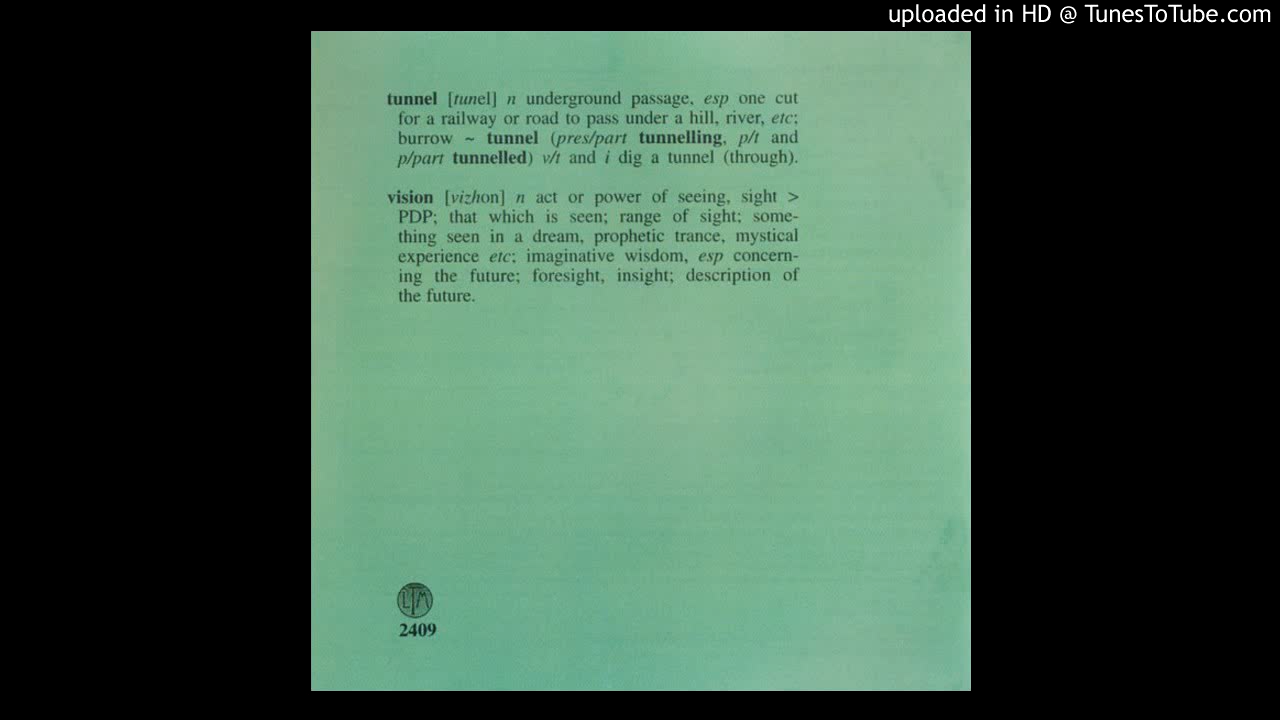 uploaded in HD @ TunesToTube.com
tunnel [tunel] n underground passage, esp one cut
for a railway or road to pass under a hill, river, etc;
burrow ~ tunnel (pres/part tunnelling, p/t and
p/part tunnelled) v/t and i dig a tunnel (through).
vision [vizhon] n act or power of seeing, sight >
PDP; that which is seen; range of sight; some-
thing seen in a dream, prophetic trance, mystical
experience etc; imaginative wisdom, esp concern-
ing the future; foresight, insight; description of
the future.
LTM
2409